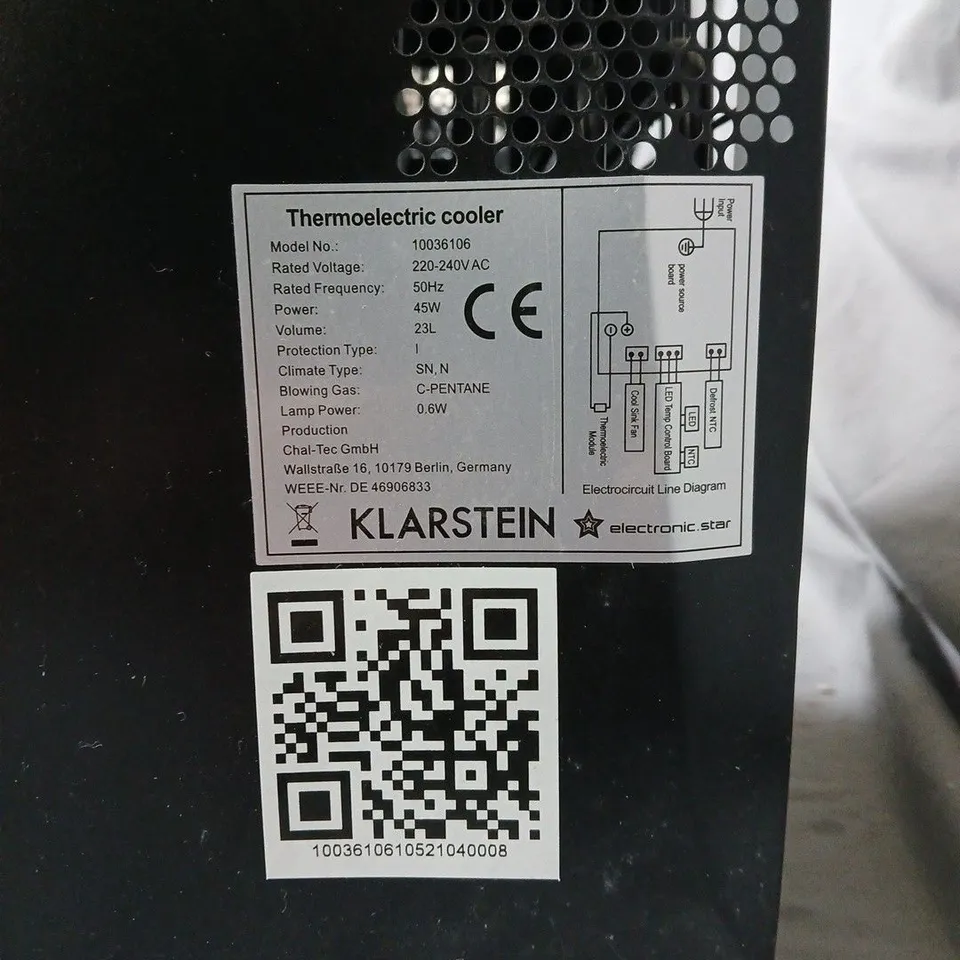 Thermoelectric cooler
Model No.: 10036106
Rated Voltage: 220-240V AC
Rated Frequency: 50Hz
Power: 45W
Volume: 23L
Protection Type: I
Climate Type: SN, N
Blowing Gas: C-PENTANE
Lamp Power: 0.6W
Production
Chal-Tec GmbH
Wallstraße 16, 10179 Berlin, Germany
WEEE-Nr. DE 46906833
CE
KLARSTEIN
electronic.star
Power
Input
power source
board
Cool Sink Fan
LED Temp Control Board
LED
NTC
Defrost NTC
Thermoelectric
Module
Electrocircuit Line Diagram
1003610610521040008